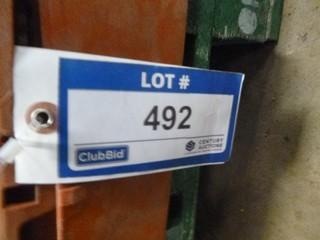 LOT #
492
ClubBid
CENTURY
AUCTIONS